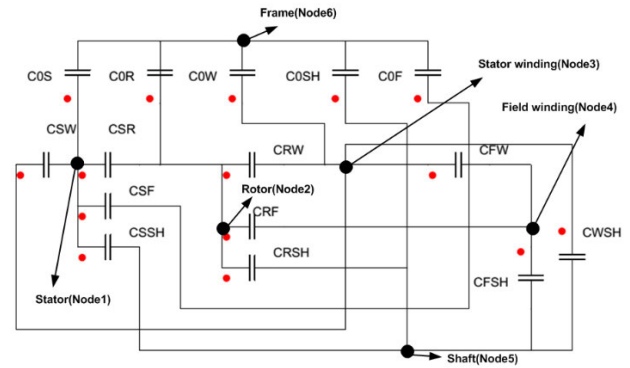 Frame(Node6)
Stator winding(Node3)
C0S
C0R
C0W
C0SH
C0F
Field winding(Node4)
CSW
CSR
CRW
CFW
CSF
Rotor(Node2)
CRF
CWSH
CSSH
CRSH
CFSH
Stator(Node1)
Shaft(Node5)